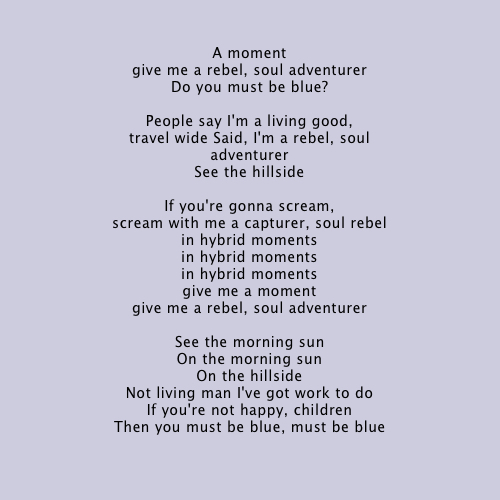 A moment
give me a rebel, soul adventurer
Do you must be blue?
People say I'm a living good,
travel wide Said, I'm a rebel, soul
adventurer
See the hillside
If you're gonna scream,
scream with me a capturer, soul rebel
in hybrid moments
in hybrid moments
in hybrid moments
give me a moment
give me a rebel, soul adventurer
See the morning sun
On the morning sun
On the hillside
Not living man I've got work to do
If you're not happy, children
Then you must be blue, must be blue